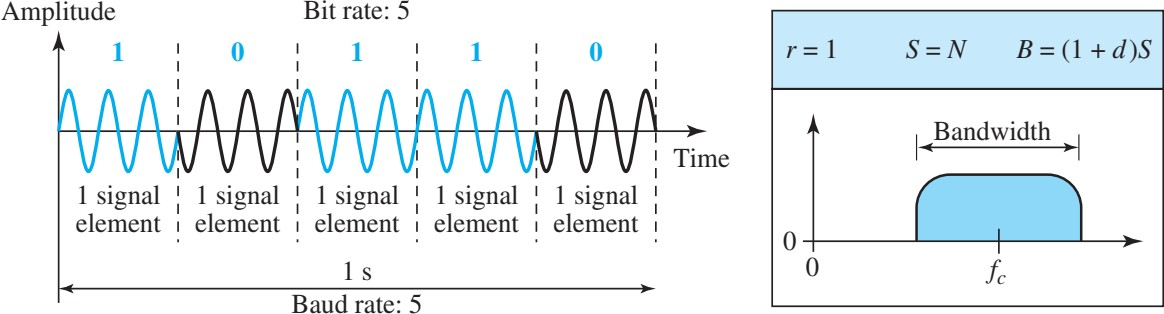 Amplitude
Bit rate: 5
1 0 1 1 0
1 signal element
1 signal element
1 signal element
1 signal element
1 signal element
Time
1 s
Baud rate: 5
r = 1 S = N B = (1 + d)S
Bandwidth
0
0
fc